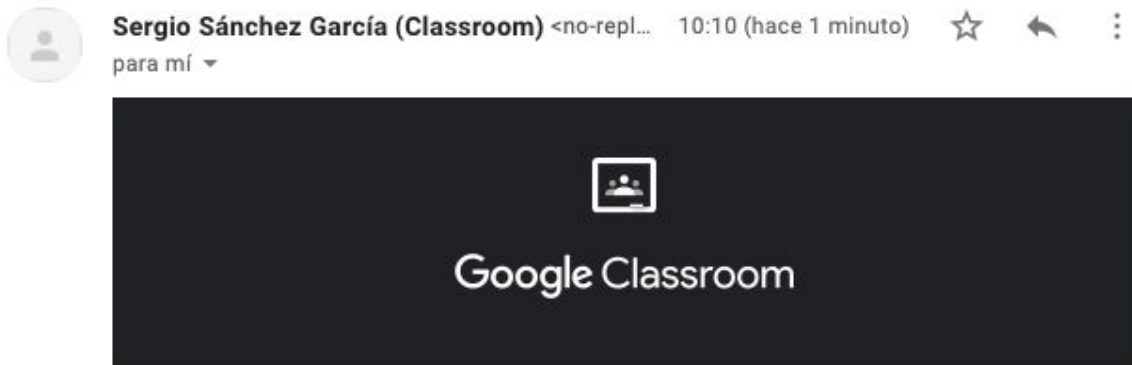 Sergio Sánchez García (Classroom) <no-repl... 10:10 (hace 1 minuto)
para mí
Google Classroom